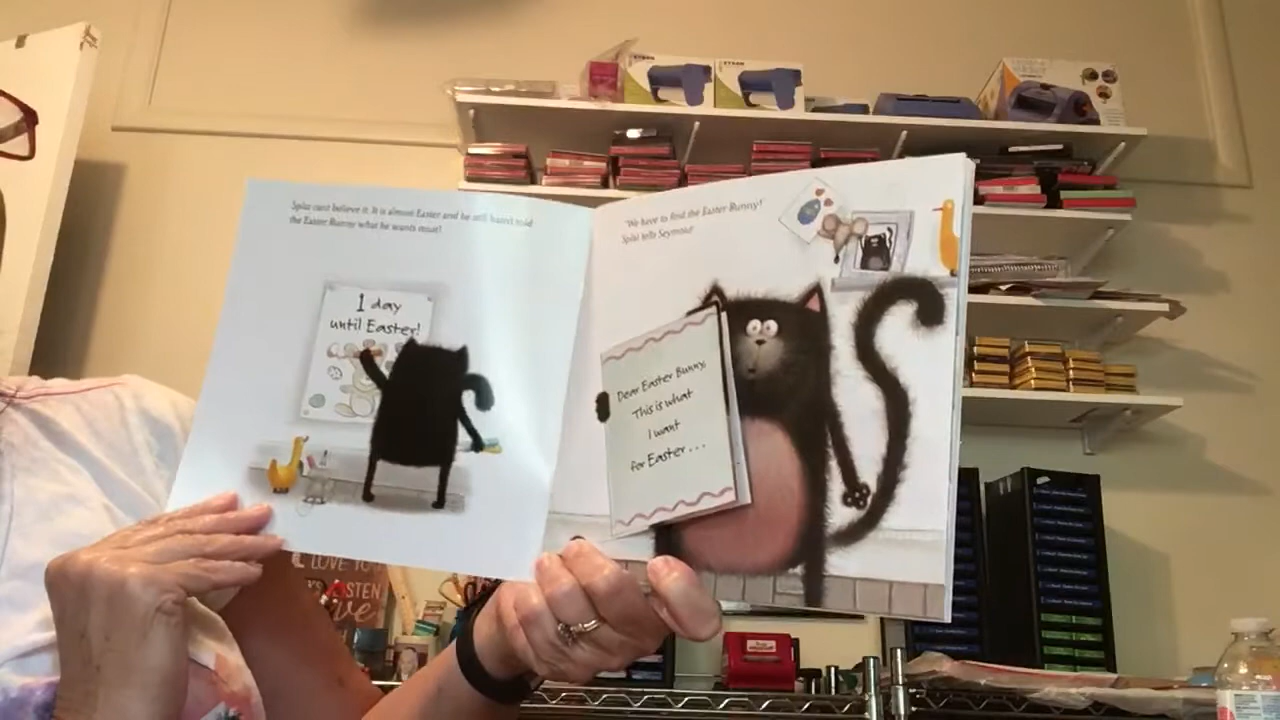 Splat can't believe it. It is almost Easter and he still hasn't told
the Easter Bunny what he wants most!
1 day
until Easter!
"We have to find the Easter Bunny!"
Splat tells Seymour.
Dear Easter Bunny,
This is what
I want
for Easter...
LOVE YOU